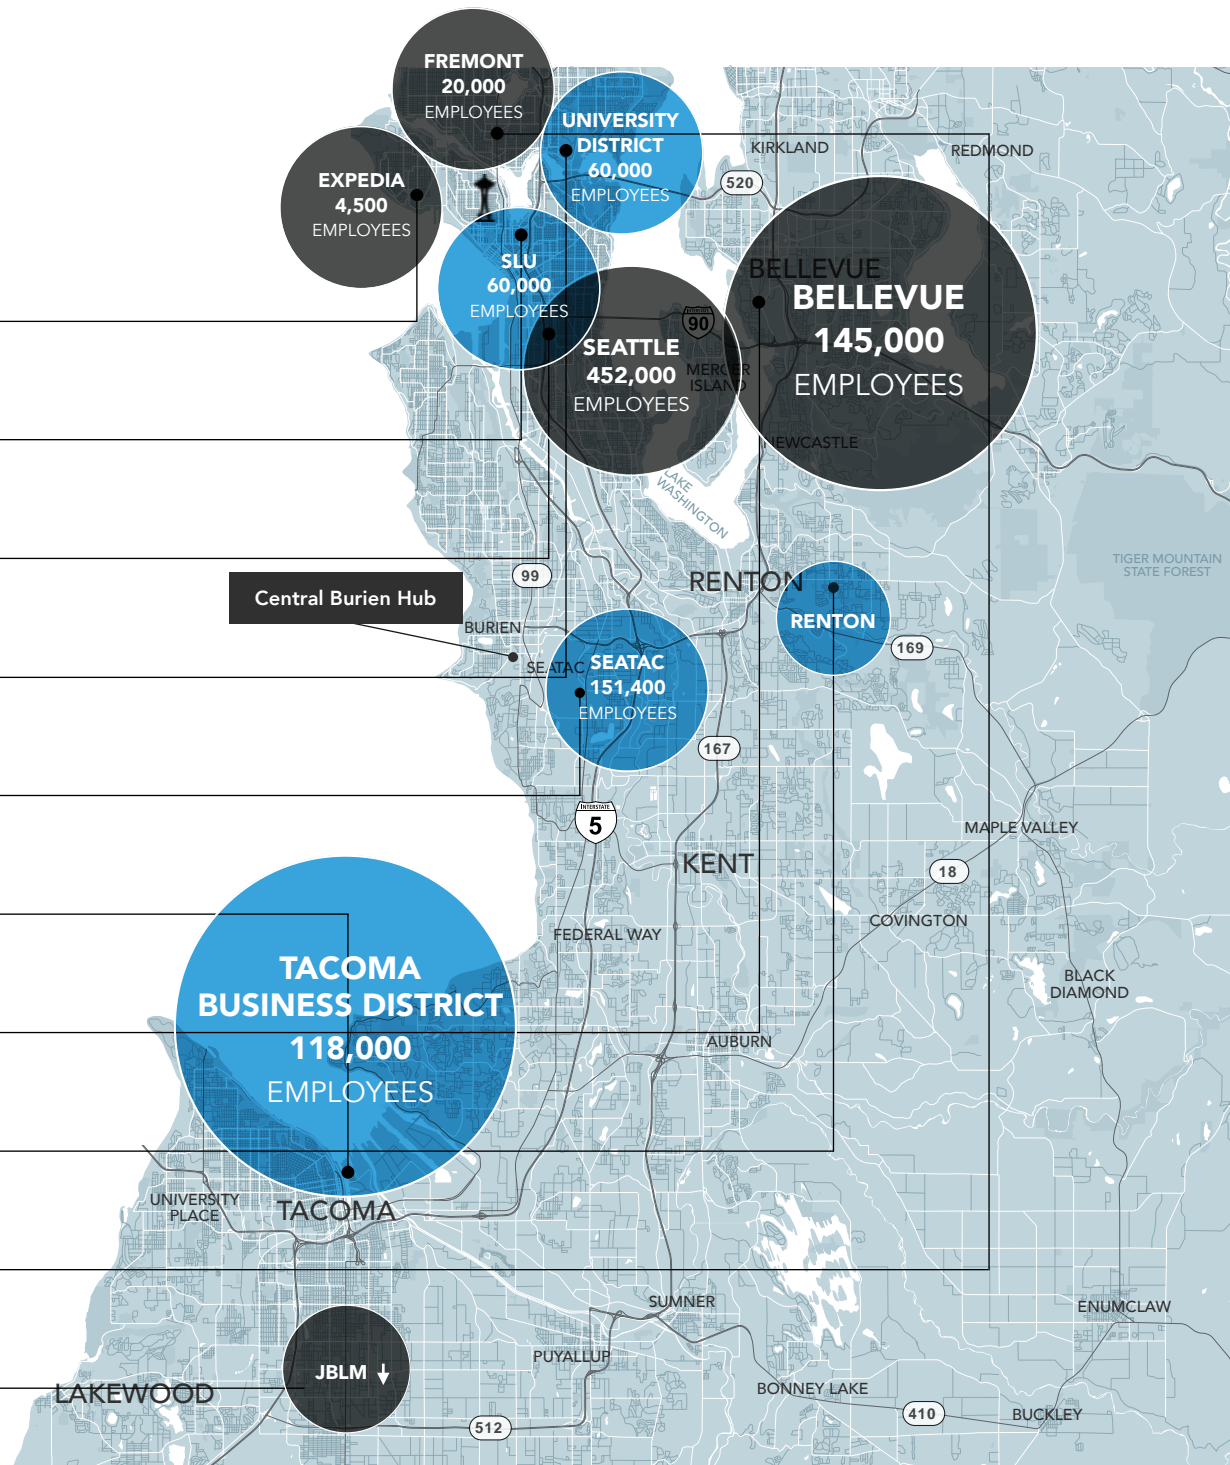 FREMONT
20,000
EMPLOYEES
UNIVERSITY
DISTRICT
60,000
EMPLOYEES
KIRKLAND
REDMOND
520
EXPEDIA
4,500
EMPLOYEES
SLU
60,000
EMPLOYEES
BELLEVUE
BELLEVUE
145,000
EMPLOYEES
INTERSTATE
90
SEATTLE
452,000
EMPLOYEES
MERCER
ISLAND
NEWCASTLE
LAKE
WASHINGTON
TIGER MOUNTAIN
STATE FOREST
99
RENTON
Central Burien Hub
RENTON
BURIEN
169
SEATAC
SEATAC
151,400
EMPLOYEES
167
INTERSTATE
5
MAPLE VALLEY
KENT
18
COVINGTON
FEDERAL WAY
TACOMA
BUSINESS DISTRICT
118,000
EMPLOYEES
BLACK
DIAMOND
AUBURN
UNIVERSITY
PLACE
TACOMA
SUMNER
ENUMCLAW
PUYALLUP
JBLM
LAKEWOOD
BONNEY LAKE
410
BUCKLEY
512